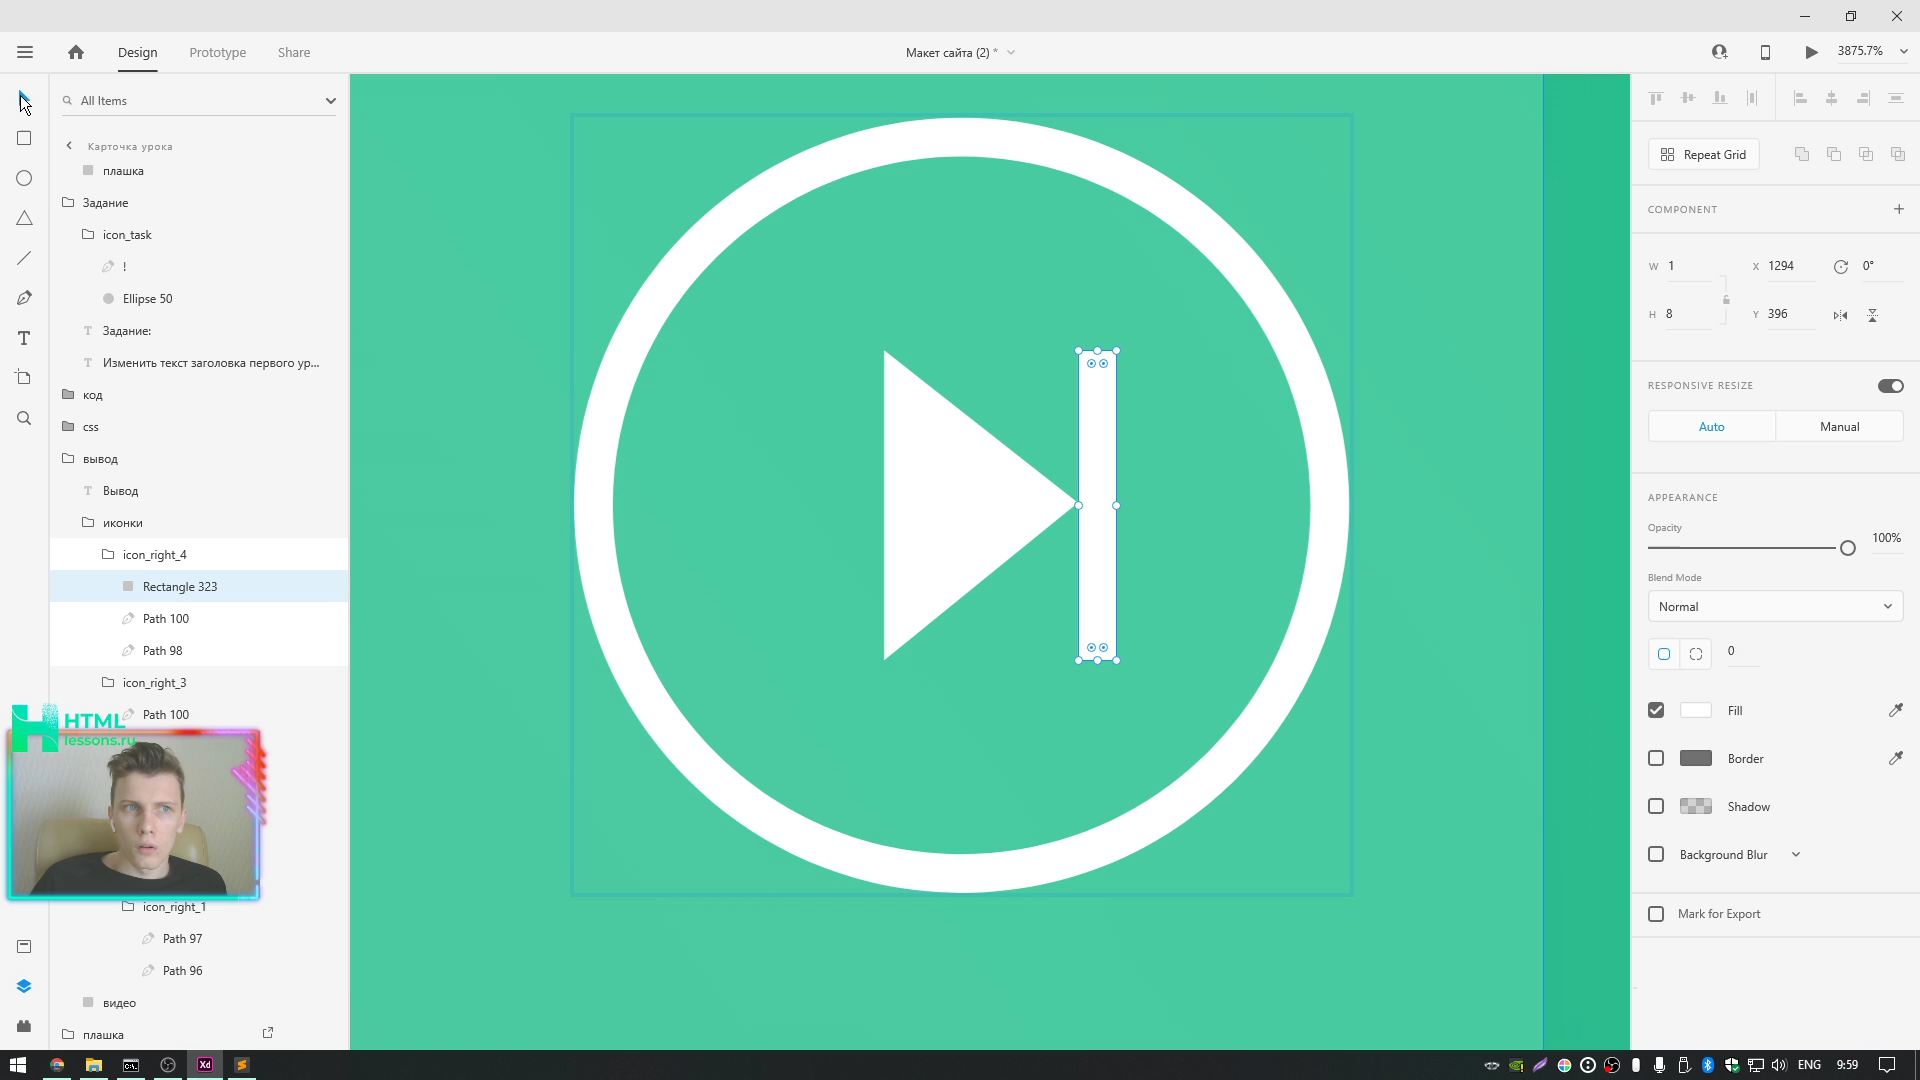 Design
Prototype
Share
Макет сайта (2) *
3875.7%
All Items
Карточка урока
плашка
Задание
icon_task
!
Ellipse 50
Задание:
Изменить текст заголовка первого ур...
код
css
вывод
Вывод
иконки
icon_right_4
Rectangle 323
Path 100
Path 98
icon_right_3
Path 100
HTML
lessons.ru
icon_right_1
Path 97
Path 96
видео
плашка
Repeat Grid
COMPONENT
W 1
X 1294
0°
H 8
Y 396
RESPONSIVE RESIZE
Auto
Manual
APPEARANCE
Opacity
100%
Blend Mode
Normal
0
Fill
Border
Shadow
Background Blur
Mark for Export
Xd
ENG
9:59